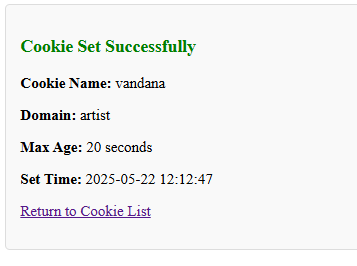 Cookie Set Successfully
Cookie Name: vandana
Domain: artist
Max Age: 20 seconds
Set Time: 2025-05-22 12:12:47
Return to Cookie List